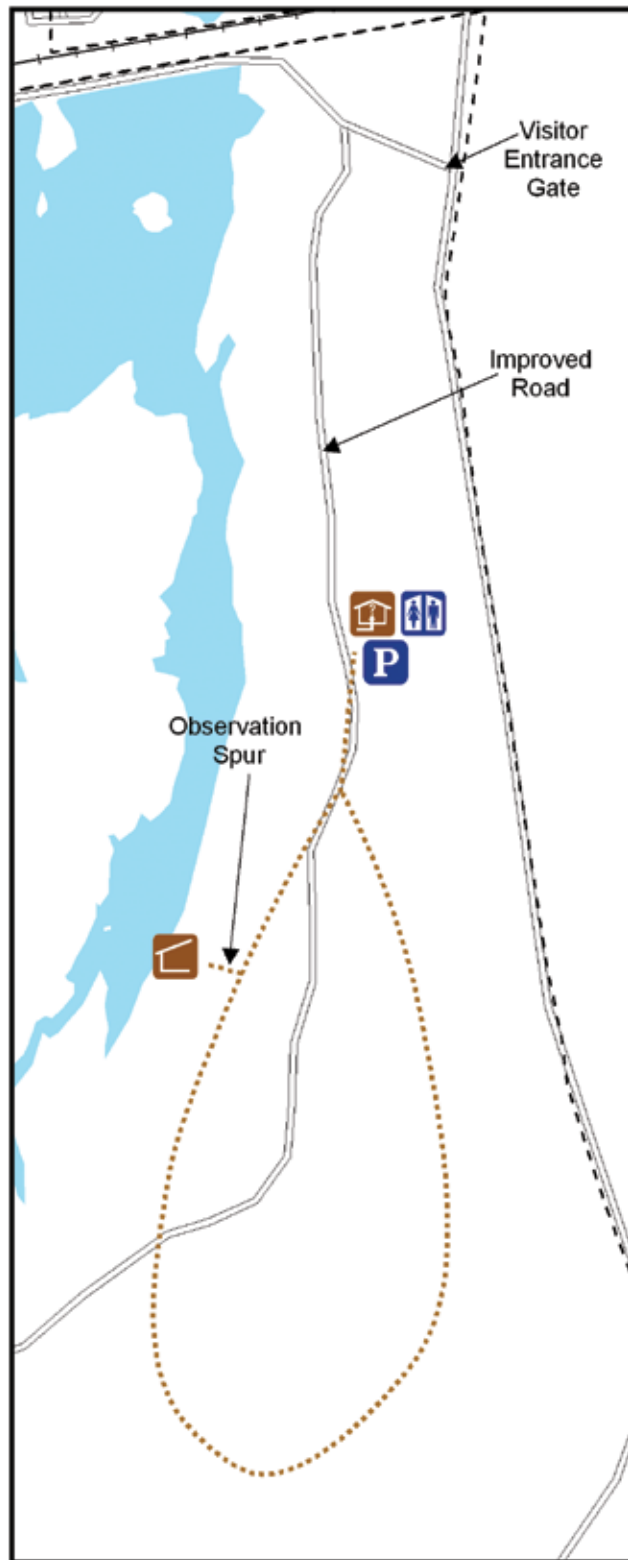 Visitor
Entrance
Gate
Improved
Road
?
P
Observation
Spur